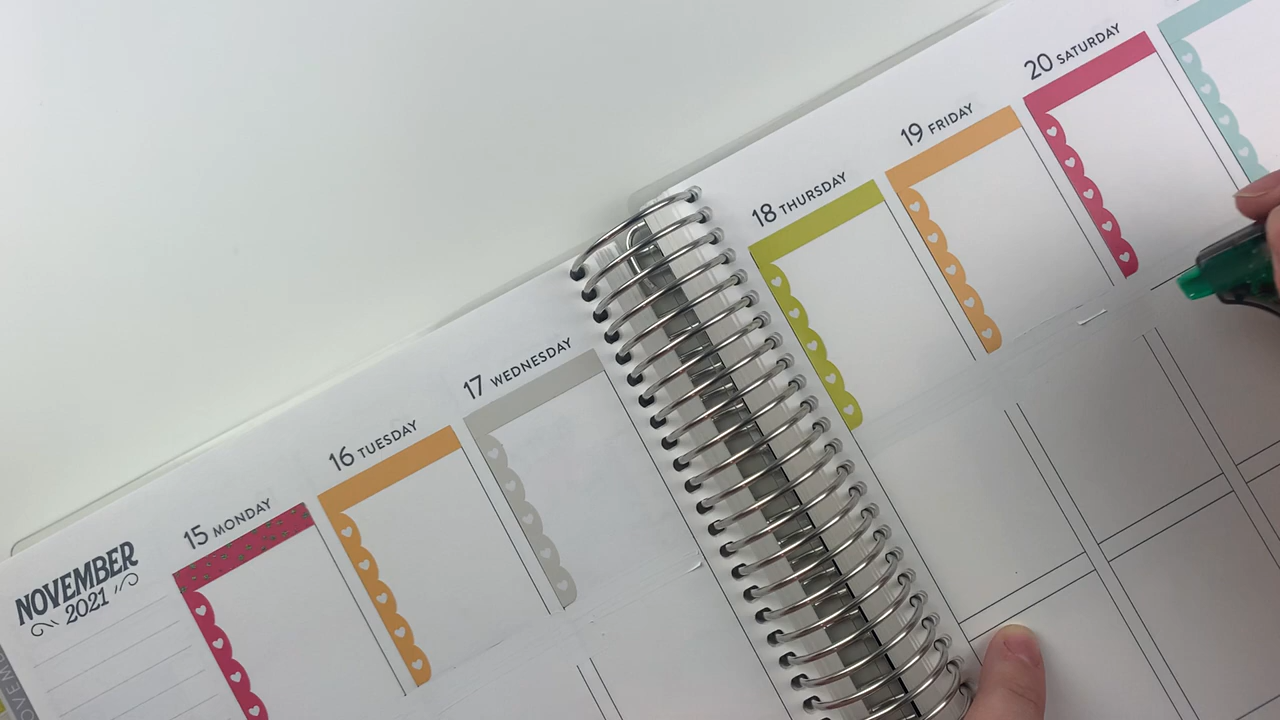 NOVEMBER
2021
15 MONDAY
16 TUESDAY
17 WEDNESDAY
18 THURSDAY
19 FRIDAY
20 SATURDAY